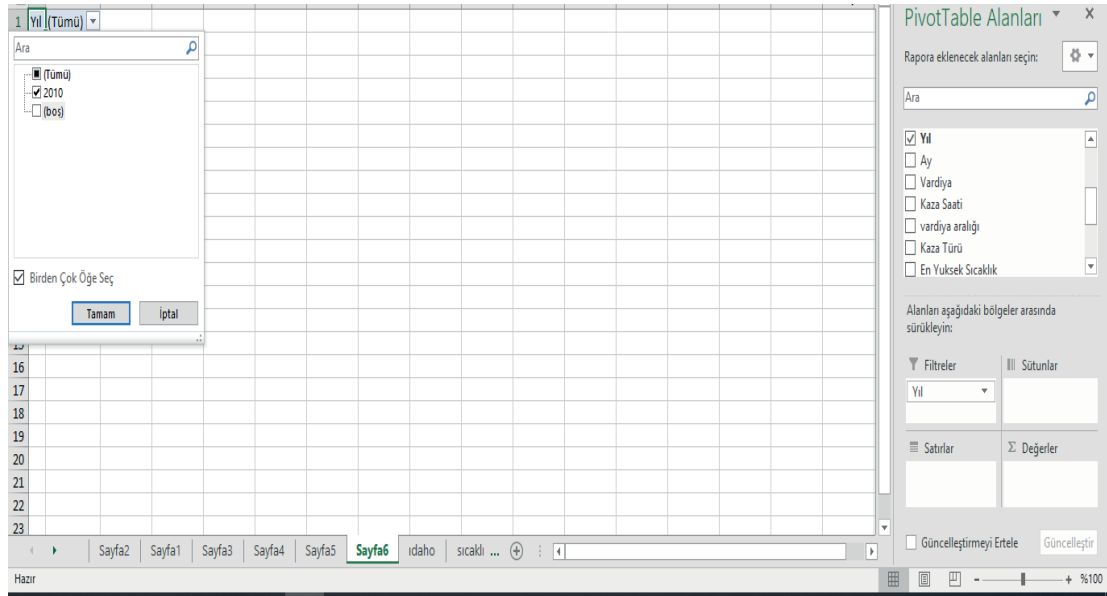 1 Yıl (Tümü)
Ara
(Tümü)
2010
(boş)
Birden Çok Öğe Seç
Tamam İptal
15
16
17
18
19
20
21
22
23
Sayfa2 Sayfa1 Sayfa3 Sayfa4 Sayfa5 Sayfa6 ıdaho sıcaklı ...
Hazır
%100
PivotTable Alanları
Rapora eklenecek alanları seçin:
Ara
Yıl
Ay
Vardiya
Kaza Saati
vardiya aralığı
Kaza Türü
En Yuksek Sıcaklık
Alanları aşağıdaki bölgeler arasında
sürükleyin:
Filtreler Sütunlar
Yıl
Satırlar Σ Değerler
Güncelleştirmeyi Ertele Güncelleştir